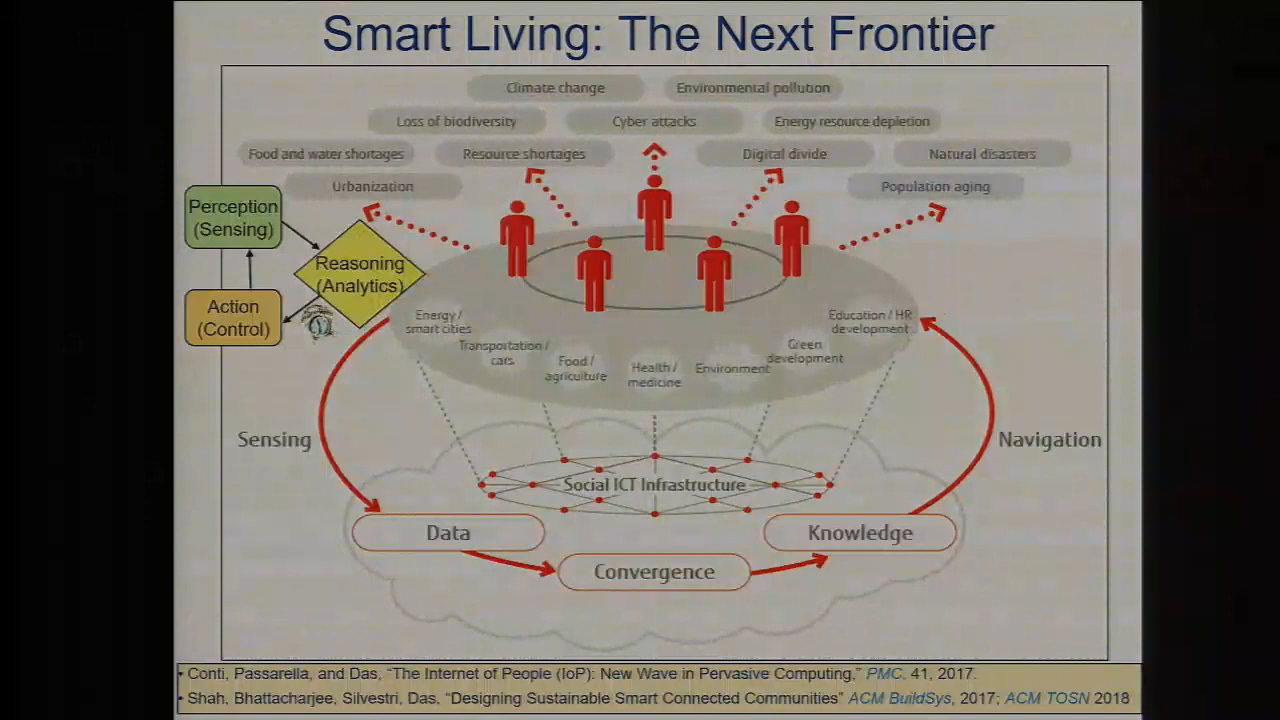 Smart Living: The Next Frontier
Climate change
Environmental pollution
Loss of biodiversity
Cyber attacks
Energy resource depletion
Food and water shortages
Resource shortages
Digital divide
Natural disasters
Urbanization
Population aging
Perception
(Sensing)
Reasoning
(Analytics)
Action
(Control)
Energy /
smart cities
Transportation /
cars
Food /
agriculture
Health /
medicine
Environment
Green
development
Education / HR
development
Sensing
Navigation
Social ICT Infrastructure
Data
Knowledge
Convergence
• Conti, Passarella, and Das, “The Internet of People (IoP): New Wave in Pervasive Computing,” PMC, 41, 2017.
• Shah, Bhattacharjee, Silvestri, Das, “Designing Sustainable Smart Connected Communities” ACM BuildSys, 2017; ACM TOSN 2018